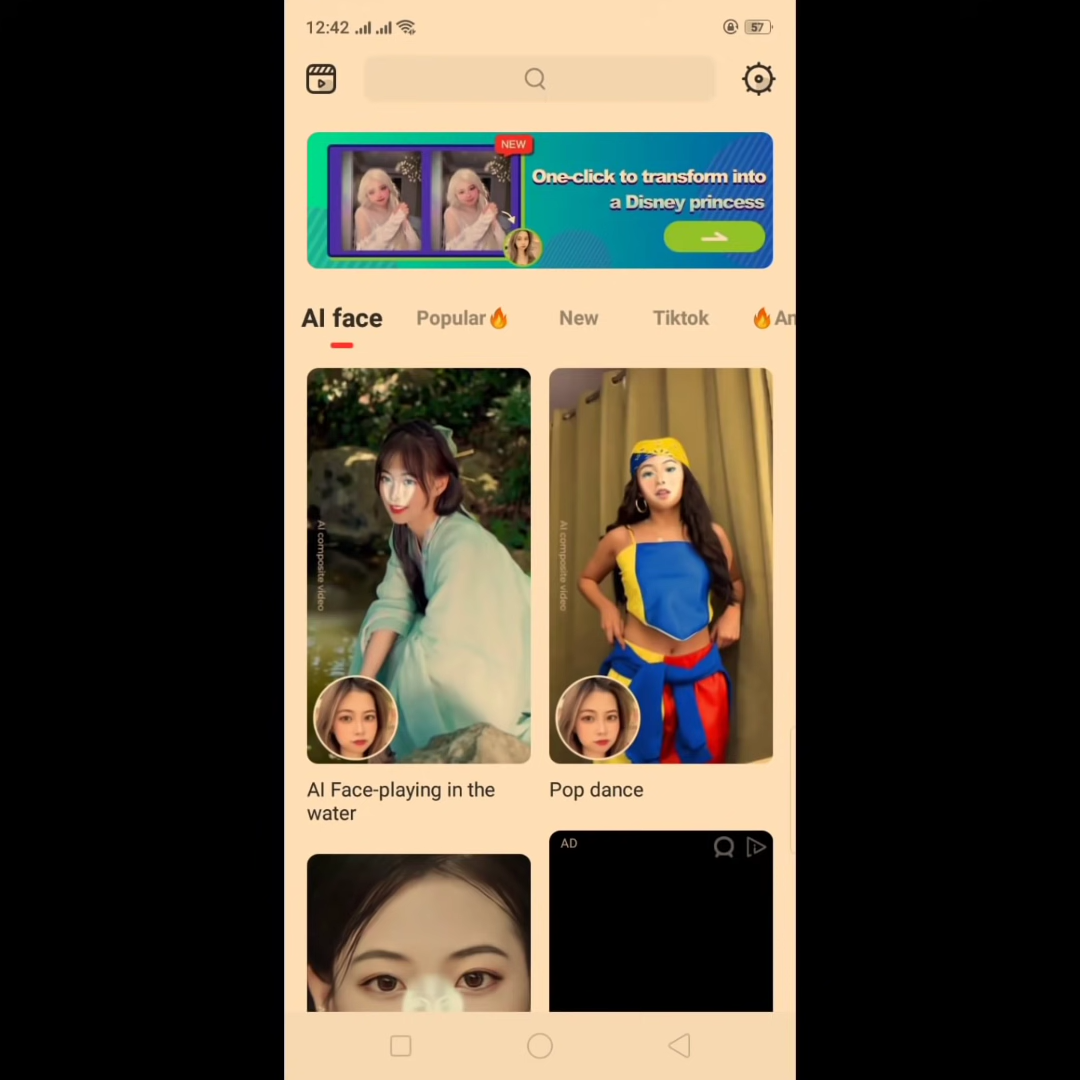 12:42
57
NEW
One-click to transform into
a Disney princess
AI face
Popular🔥
New
Tiktok
🔥An
AI composite video
AI composite video
AI Face-playing in the
water
Pop dance
AD